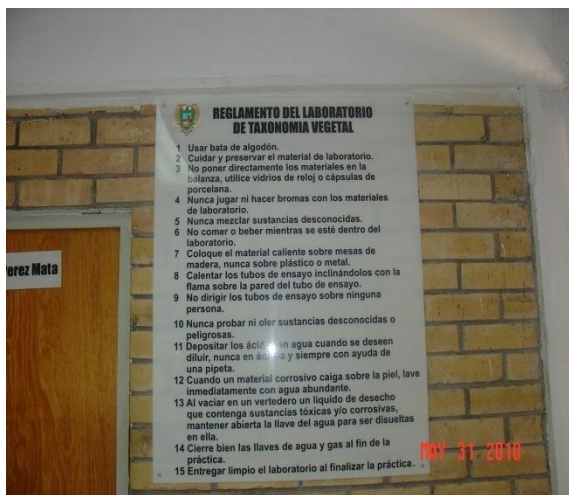 REGLAMENTO DEL LABORATORIO
DE TAXONOMIA VEGETAL
1 Usar bata de algodón.
2 Cuidar y preservar el material de laboratorio.
3 No poner directamente los materiales en la
balanza, utilice vidrios de reloj o cápsulas de
porcelana.
4 Nunca jugar ni hacer bromas con los materiales
de laboratorio.
5 Nunca mezclar sustancias desconocidas.
6 No comer o beber mientras se esté dentro del
laboratorio.
7 Coloque el material caliente sobre mesas de
madera, nunca sobre plástico o metal.
8 Calentar los tubos de ensayo inclinándolos con la
flama sobre la pared del tubo de ensayo.
9 No dirigir los tubos de ensayo sobre ninguna
persona.
10 Nunca probar ni oler sustancias desconocidas o
peligrosas.
11 Depositar los ácidos en agua cuando se deseen
diluir, nunca en ácidos y siempre con ayuda de
una pipeta.
12 Cuando un material corrosivo caiga sobre la piel, lave
inmediatamente con agua abundante.
13 Al vaciar en un vertedero un liquido de desecho
que contenga sustancias tóxicas y/o corrosivas,
mantener abierta la llave del agua para ser disueltas
en ella.
14 Cierre bien las llaves de agua y gas al fin de la
práctica.
15 Entregar limpio el laboratorio al finalizar la práctica.
erez Mata
MAY 31 2010